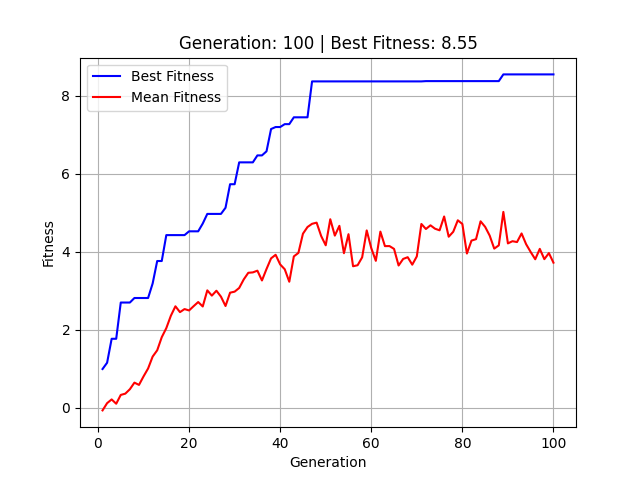 Generation: 100 | Best Fitness: 8.55
Best Fitness
Mean Fitness
8
6
4
2
0
Fitness
0 20 40 60 80 100
Generation